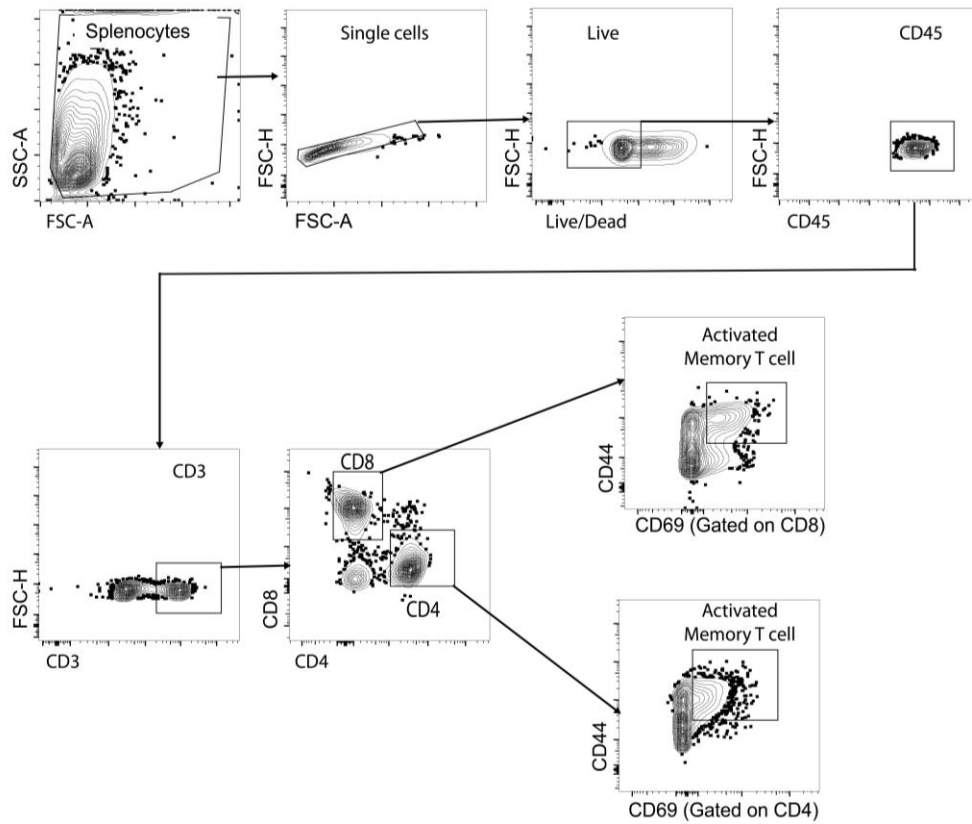 Splenocytes
SSC-A
FSC-A
Single cells
FSC-H
FSC-A
Live
FSC-H
Live/Dead
CD45
FSC-H
CD45
CD3
FSC-H
CD3
CD8
CD4
CD8
CD4
Activated
Memory T cell
CD44
CD69 (Gated on CD8)
Activated
Memory T cell
CD44
CD69 (Gated on CD4)